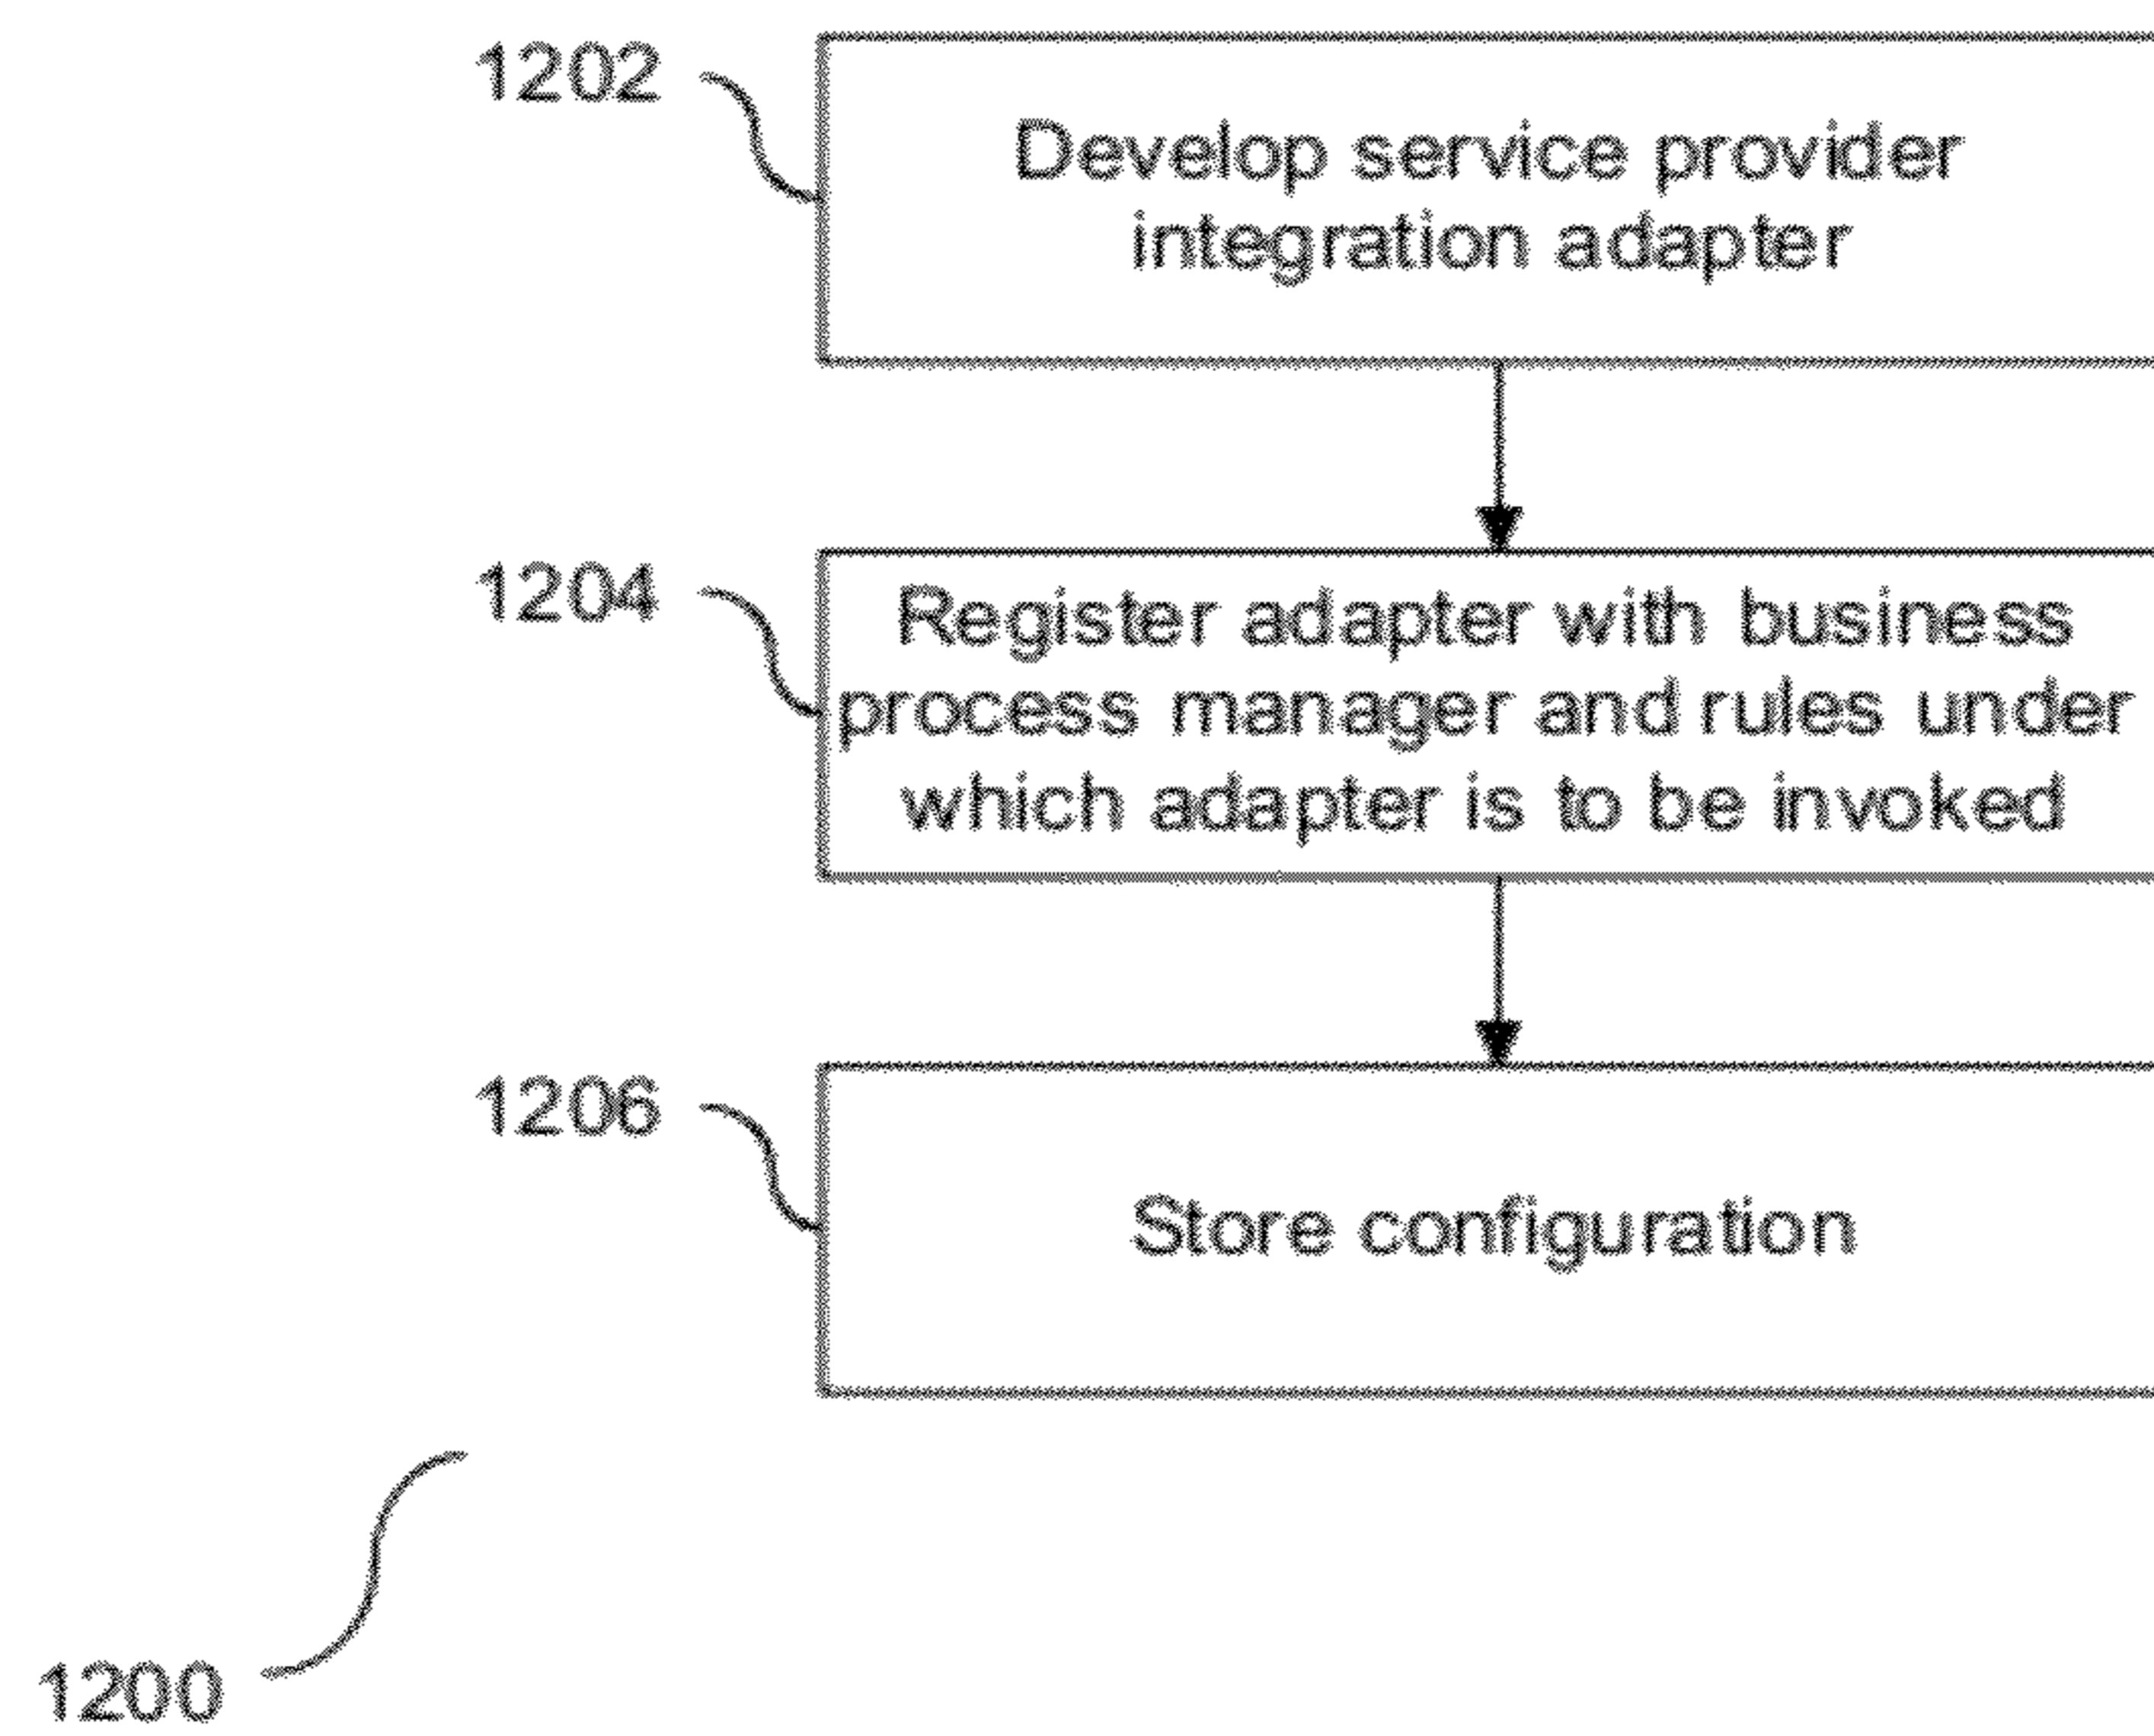 1202
Develop service provider
integration adapter
1204
Register adapter with business
process manager and rules under
which adapter is to be invoked
1206
Store configuration
1200